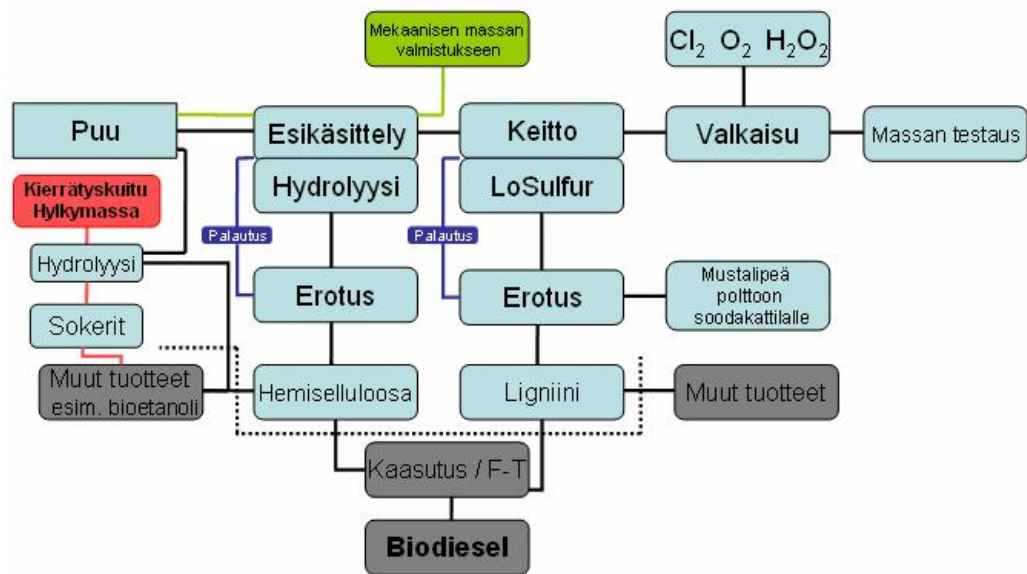 Mekaanisen massan
valmistukseen
Cl₂ O₂ H₂O₂
Puu
Esikäsittely
Keitto
Valkaisu
Massan testaus
Hydrolyysi
LoSulfur
Kierrätyskuitu
Hylkymassa
Palautus
Palautus
Hydrolyysi
Erotus
Erotus
Mustalipeä
polttoon
soodakattilalle
Sokerit
Muut tuotteet
esim. bioetanoli
Hemiselluloosa
Ligniini
Muut tuotteet
Kaasutus / F-T
Biodiesel